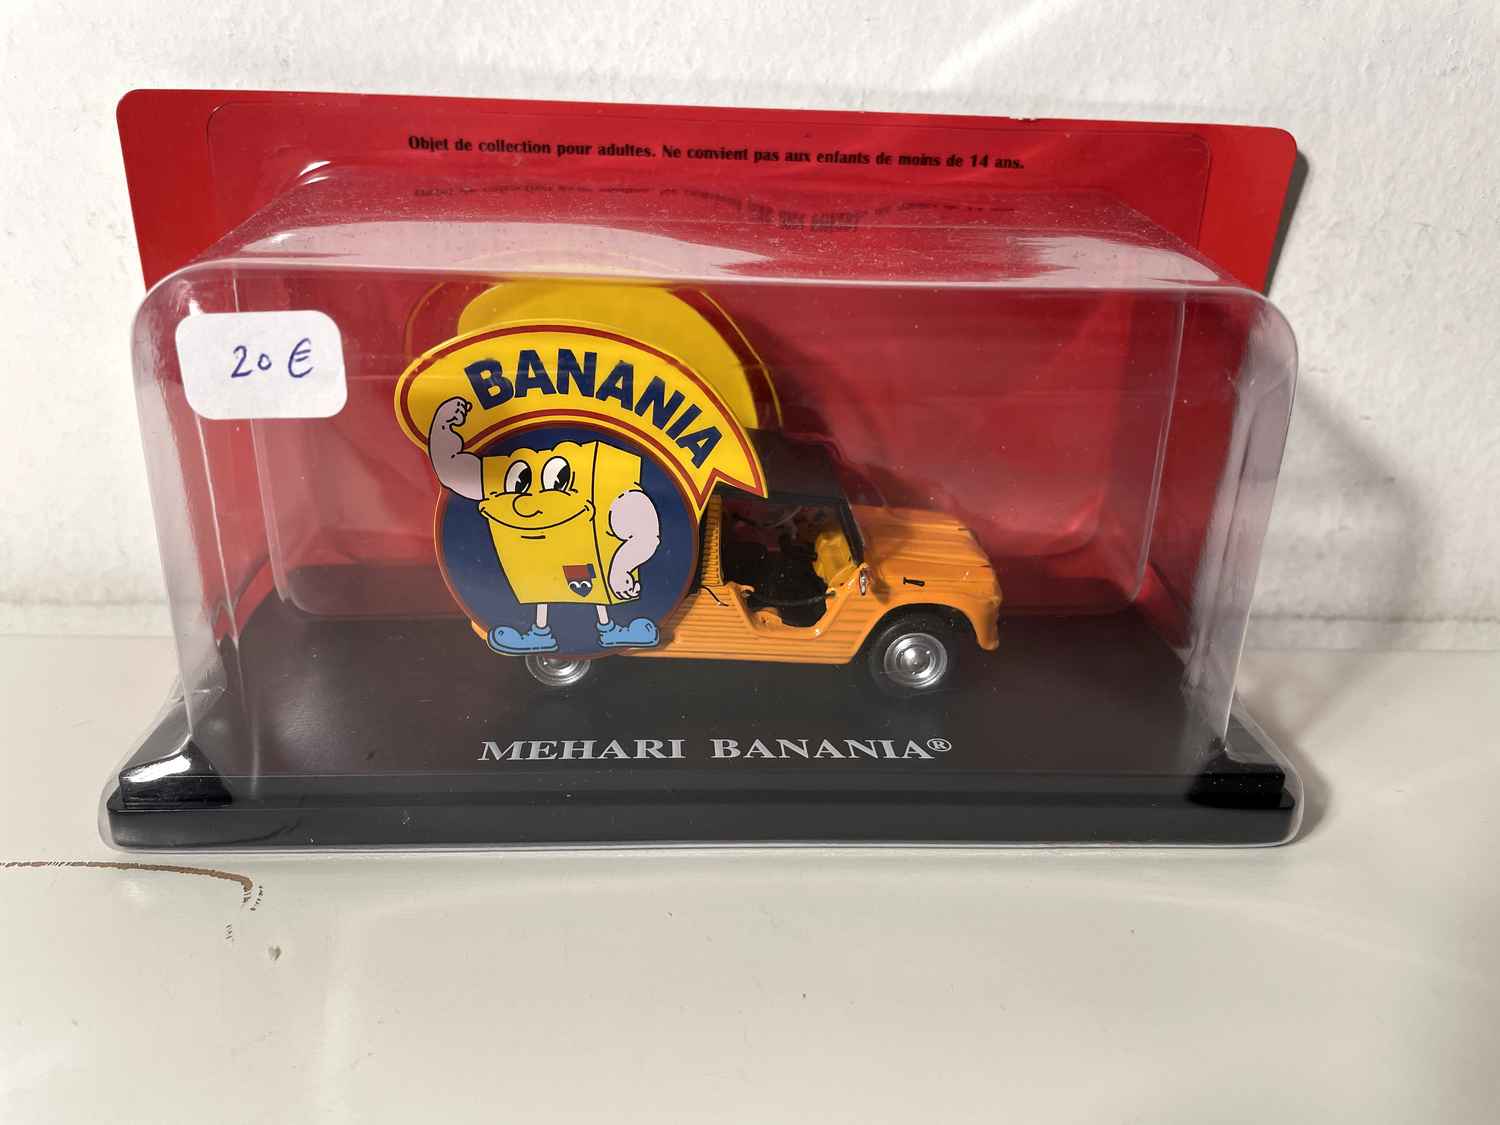 Objet de collection pour adultes. Ne convient pas aux enfants de moins de 14 ans.
20 €
BANANIA
MEHARI BANANIA®